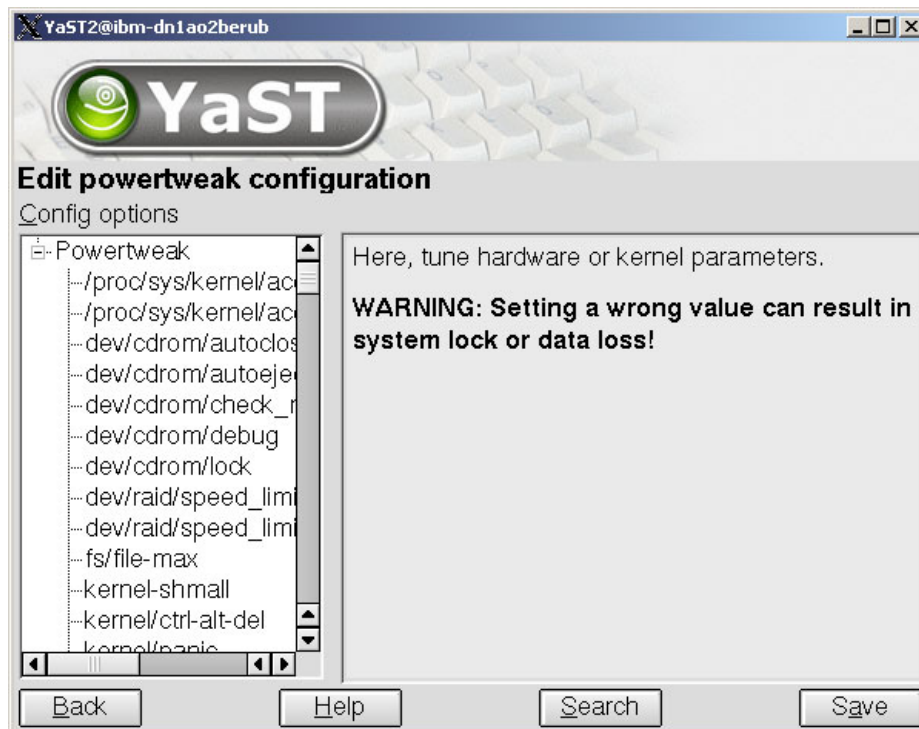 YaST2@ibm-dn1ao2berub
YaST
Edit powertweak configuration
Config options
Powertweak
/proc/sys/kernel/ac
/proc/sys/kernel/ac
dev/cdrom/autoclos
dev/cdrom/autoeje
dev/cdrom/check_r
dev/cdrom/debug
dev/cdrom/lock
dev/raid/speed_limi
dev/raid/speed_limi
fs/file-max
kernel-shmall
kernel/ctrl-alt-del
kernel/panic
Here, tune hardware or kernel parameters.
WARNING: Setting a wrong value can result in
system lock or data loss!
Back
Help
Search
Save